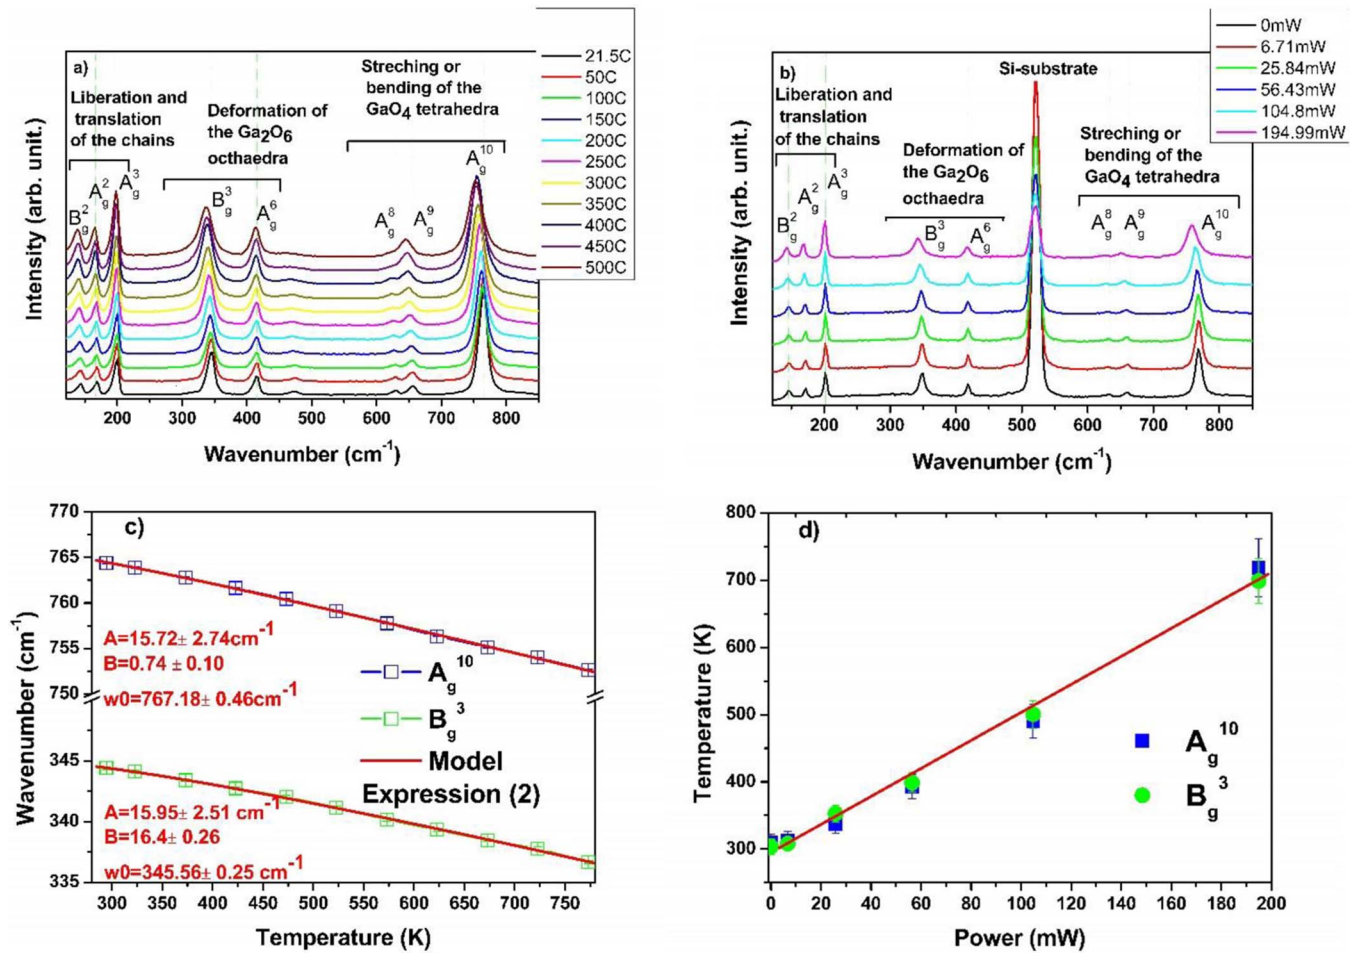 a)
Liberation and
translation
of the chains
Deformation of
the Ga2O6
octhaedra
Streching or
bending of the
GaO4 tetrahedra
Bg2
Ag2
Ag3
Bg3
Ag6
Ag8
Ag9
Ag10
21.5C
50C
100C
150C
200C
250C
300C
350C
400C
450C
500C
Intensity (arb. unit.)
200 300 400 500 600 700 800
Wavenumber (cm-1)
b)
Liberation and
translation
of the chains
Deformation of
the Ga2O6
octhaedra
Si-substrate
Streching or
bending of the
GaO4 tetrahedra
Bg2
Ag2
Ag3
Bg3
Ag6
Ag8
Ag9
Ag10
0mW
6.71mW
25.84mW
56.43mW
104.8mW
194.99mW
Intensity (arb. unit.)
200 300 400 500 600 700 800
Wavenumber (cm-1)
c)
770
765
760
755
750
345
340
335
Wavenumber (cm-1)
A=15.72± 2.74cm-1
B=0.74 ± 0.10
w0=767.18± 0.46cm-1
Ag10
Bg3
Model
Expression (2)
A=15.95± 2.51 cm-1
B=16.4± 0.26
w0=345.56± 0.25 cm-1
300 350 400 450 500 550 600 650 700 750
Temperature (K)
d)
800
700
600
500
400
300
Temperature (K)
Ag10
Bg3
0 20 40 60 80 100 120 140 160 180 200
Power (mW)